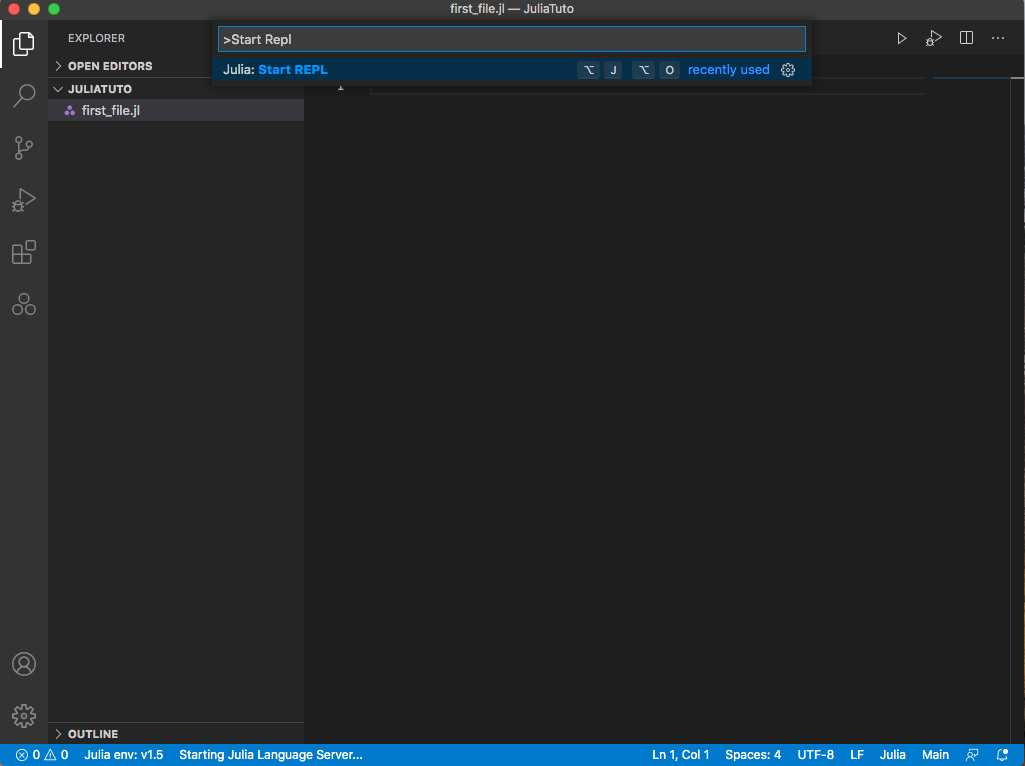 first_file.jl — JuliaTuto
EXPLORER
>Start Repl
OPEN EDITORS
Julia: Start REPL ⌥ J ⌥ O recently used
JULIATUTO
1
first_file.jl
OUTLINE
0 0 Julia env: v1.5 Starting Julia Language Server... Ln 1, Col 1 Spaces: 4 UTF-8 LF Julia Main